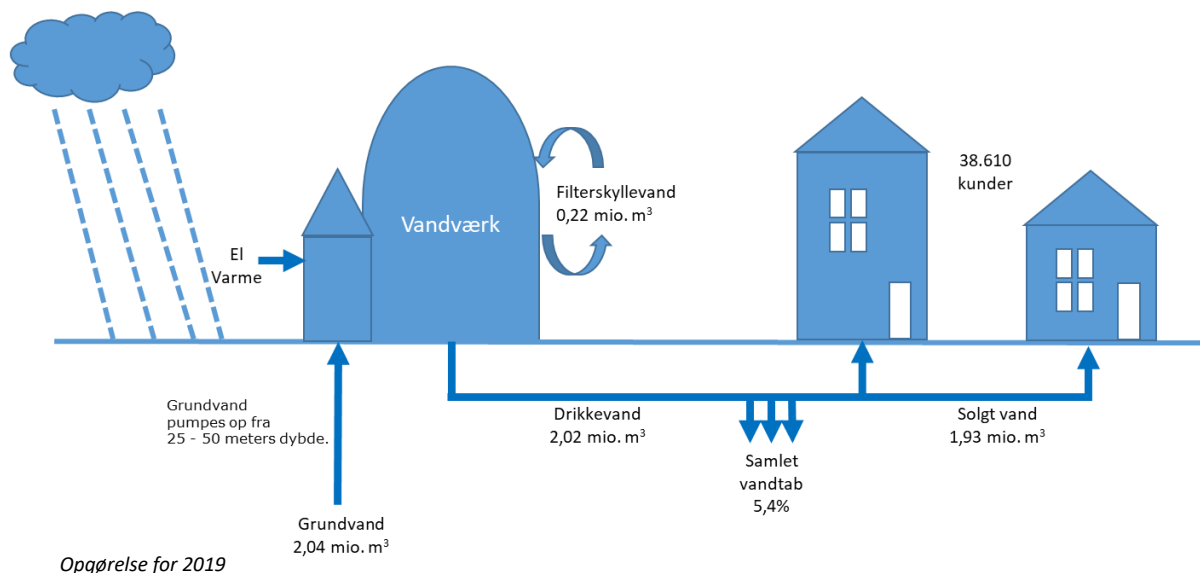 38.610
kunder
Filterskyllevand
0,22 mio. m³
Vandværk
El
Varme
Grundvand
pumpes op fra
25 - 50 meters dybde.
Drikkevand
2,02 mio. m³
Solgt vand
1,93 mio. m³
Samlet
vandtab
5,4%
Grundvand
2,04 mio. m³
Opgørelse for 2019